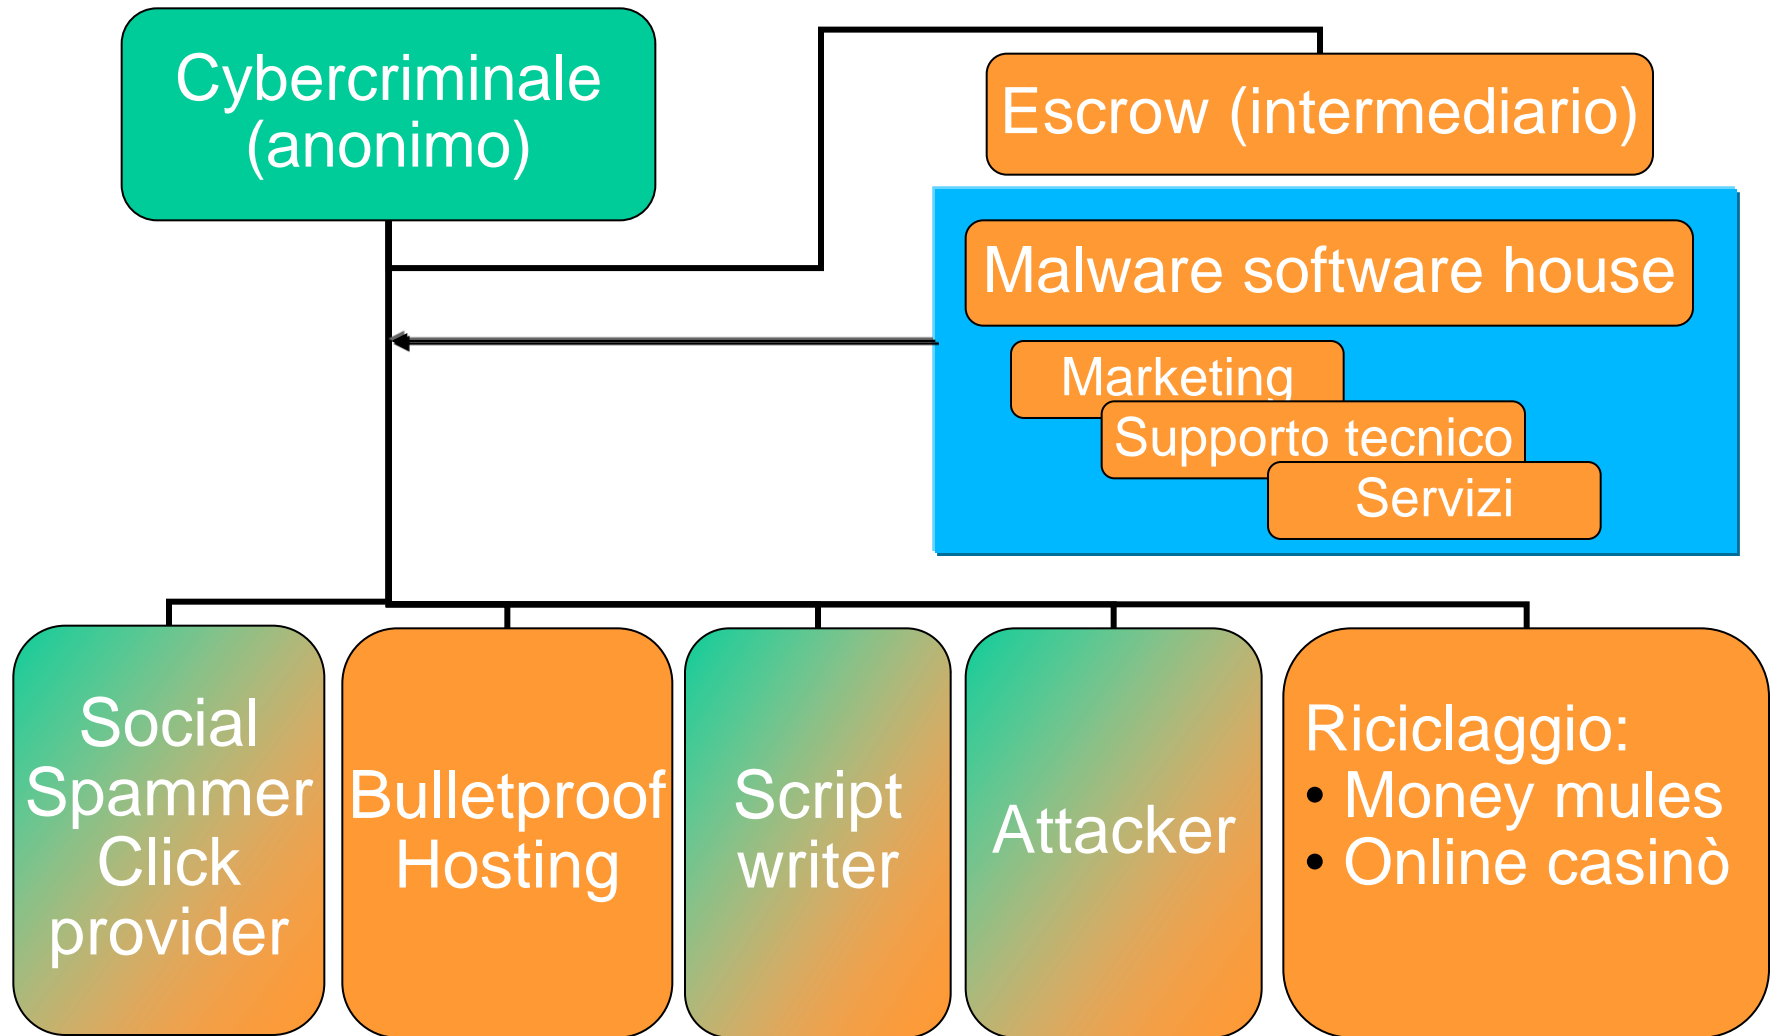 Cybercriminale
(anonimo)
Escrow (intermediario)
Malware software house
Marketing
Supporto tecnico
Servizi
Social
Spammer
Click
provider
Bulletproof
Hosting
Script
writer
Attacker
Riciclaggio:
• Money mules
• Online casinò